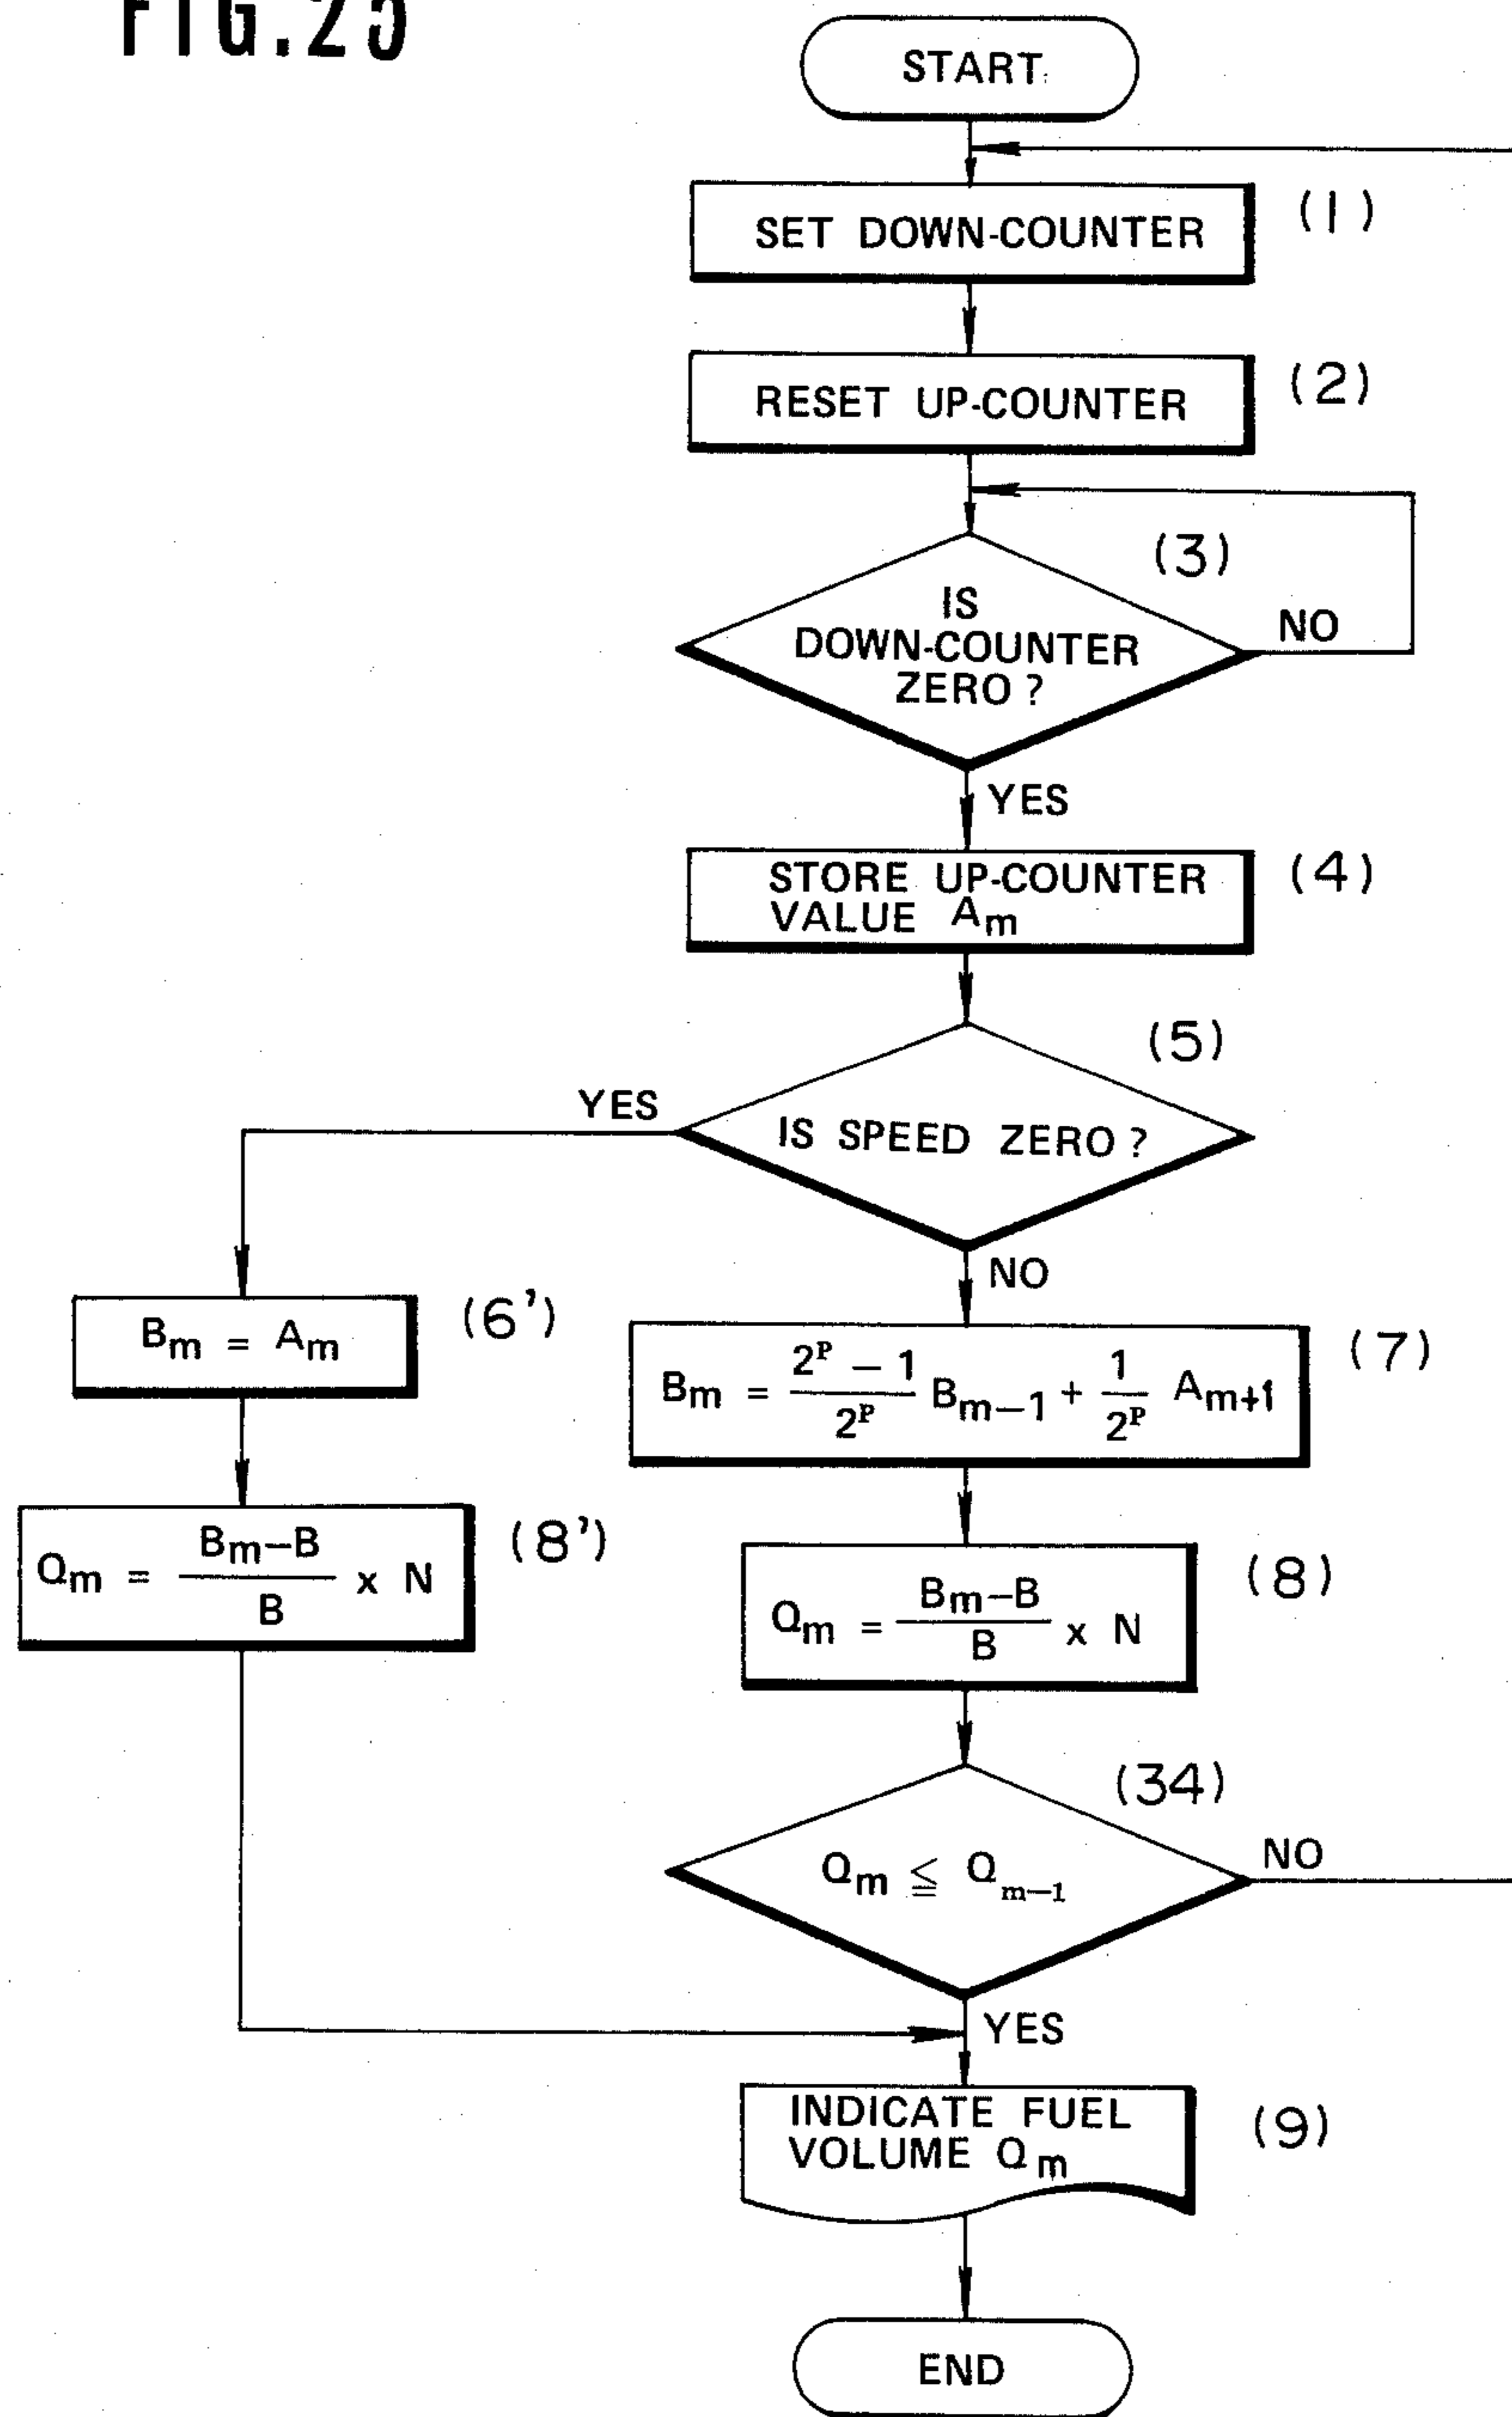 FIG.25
START
SET DOWN-COUNTER (1)
RESET UP-COUNTER (2)
(3)
IS
DOWN-COUNTER
ZERO ?
NO
YES
STORE UP-COUNTER
VALUE Aₘ
(4)
(5)
IS SPEED ZERO ?
YES
NO
Bₘ = Aₘ (6')
Bₘ = (2ᴾ − 1)/2ᴾ Bₘ₋₁ + 1/2ᴾ Aₘ₊₁ (7)
Qₘ = (Bₘ−B)/B x N (8')
Qₘ = (Bₘ−B)/B x N (8)
(34)
Qₘ ≦ Qₘ₋₁
NO
YES
INDICATE FUEL
VOLUME Qₘ
(9)
END